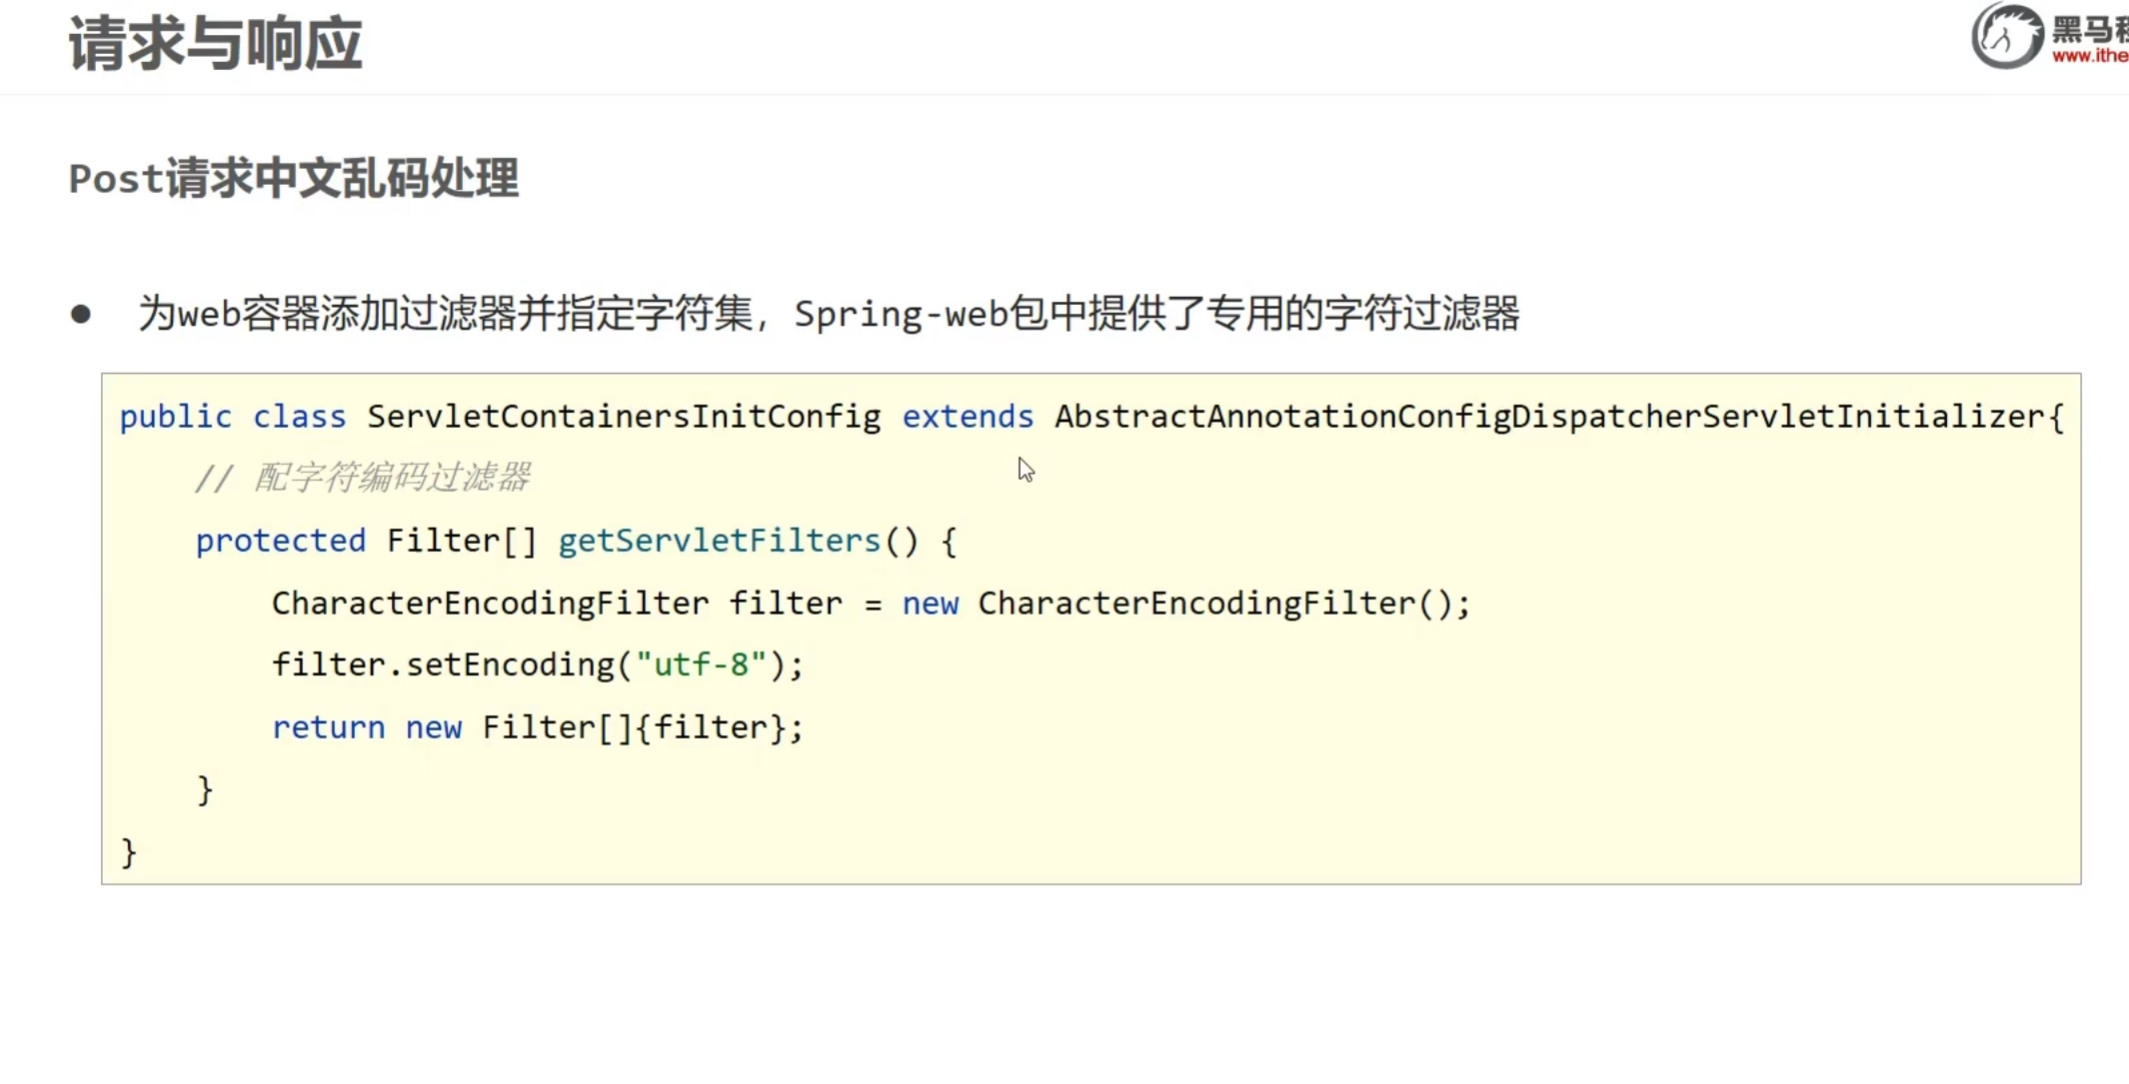 请求与响应
黑马程
www.ithe
Post请求中文乱码处理
● 为web容器添加过滤器并指定字符集，Spring-web包中提供了专用的字符过滤器
public class ServletContainersInitConfig extends AbstractAnnotationConfigDispatcherServletInitializer{
// 配字符编码过滤器
protected Filter[] getServletFilters() {
CharacterEncodingFilter filter = new CharacterEncodingFilter();
filter.setEncoding("utf-8");
return new Filter[]{filter};
}
}